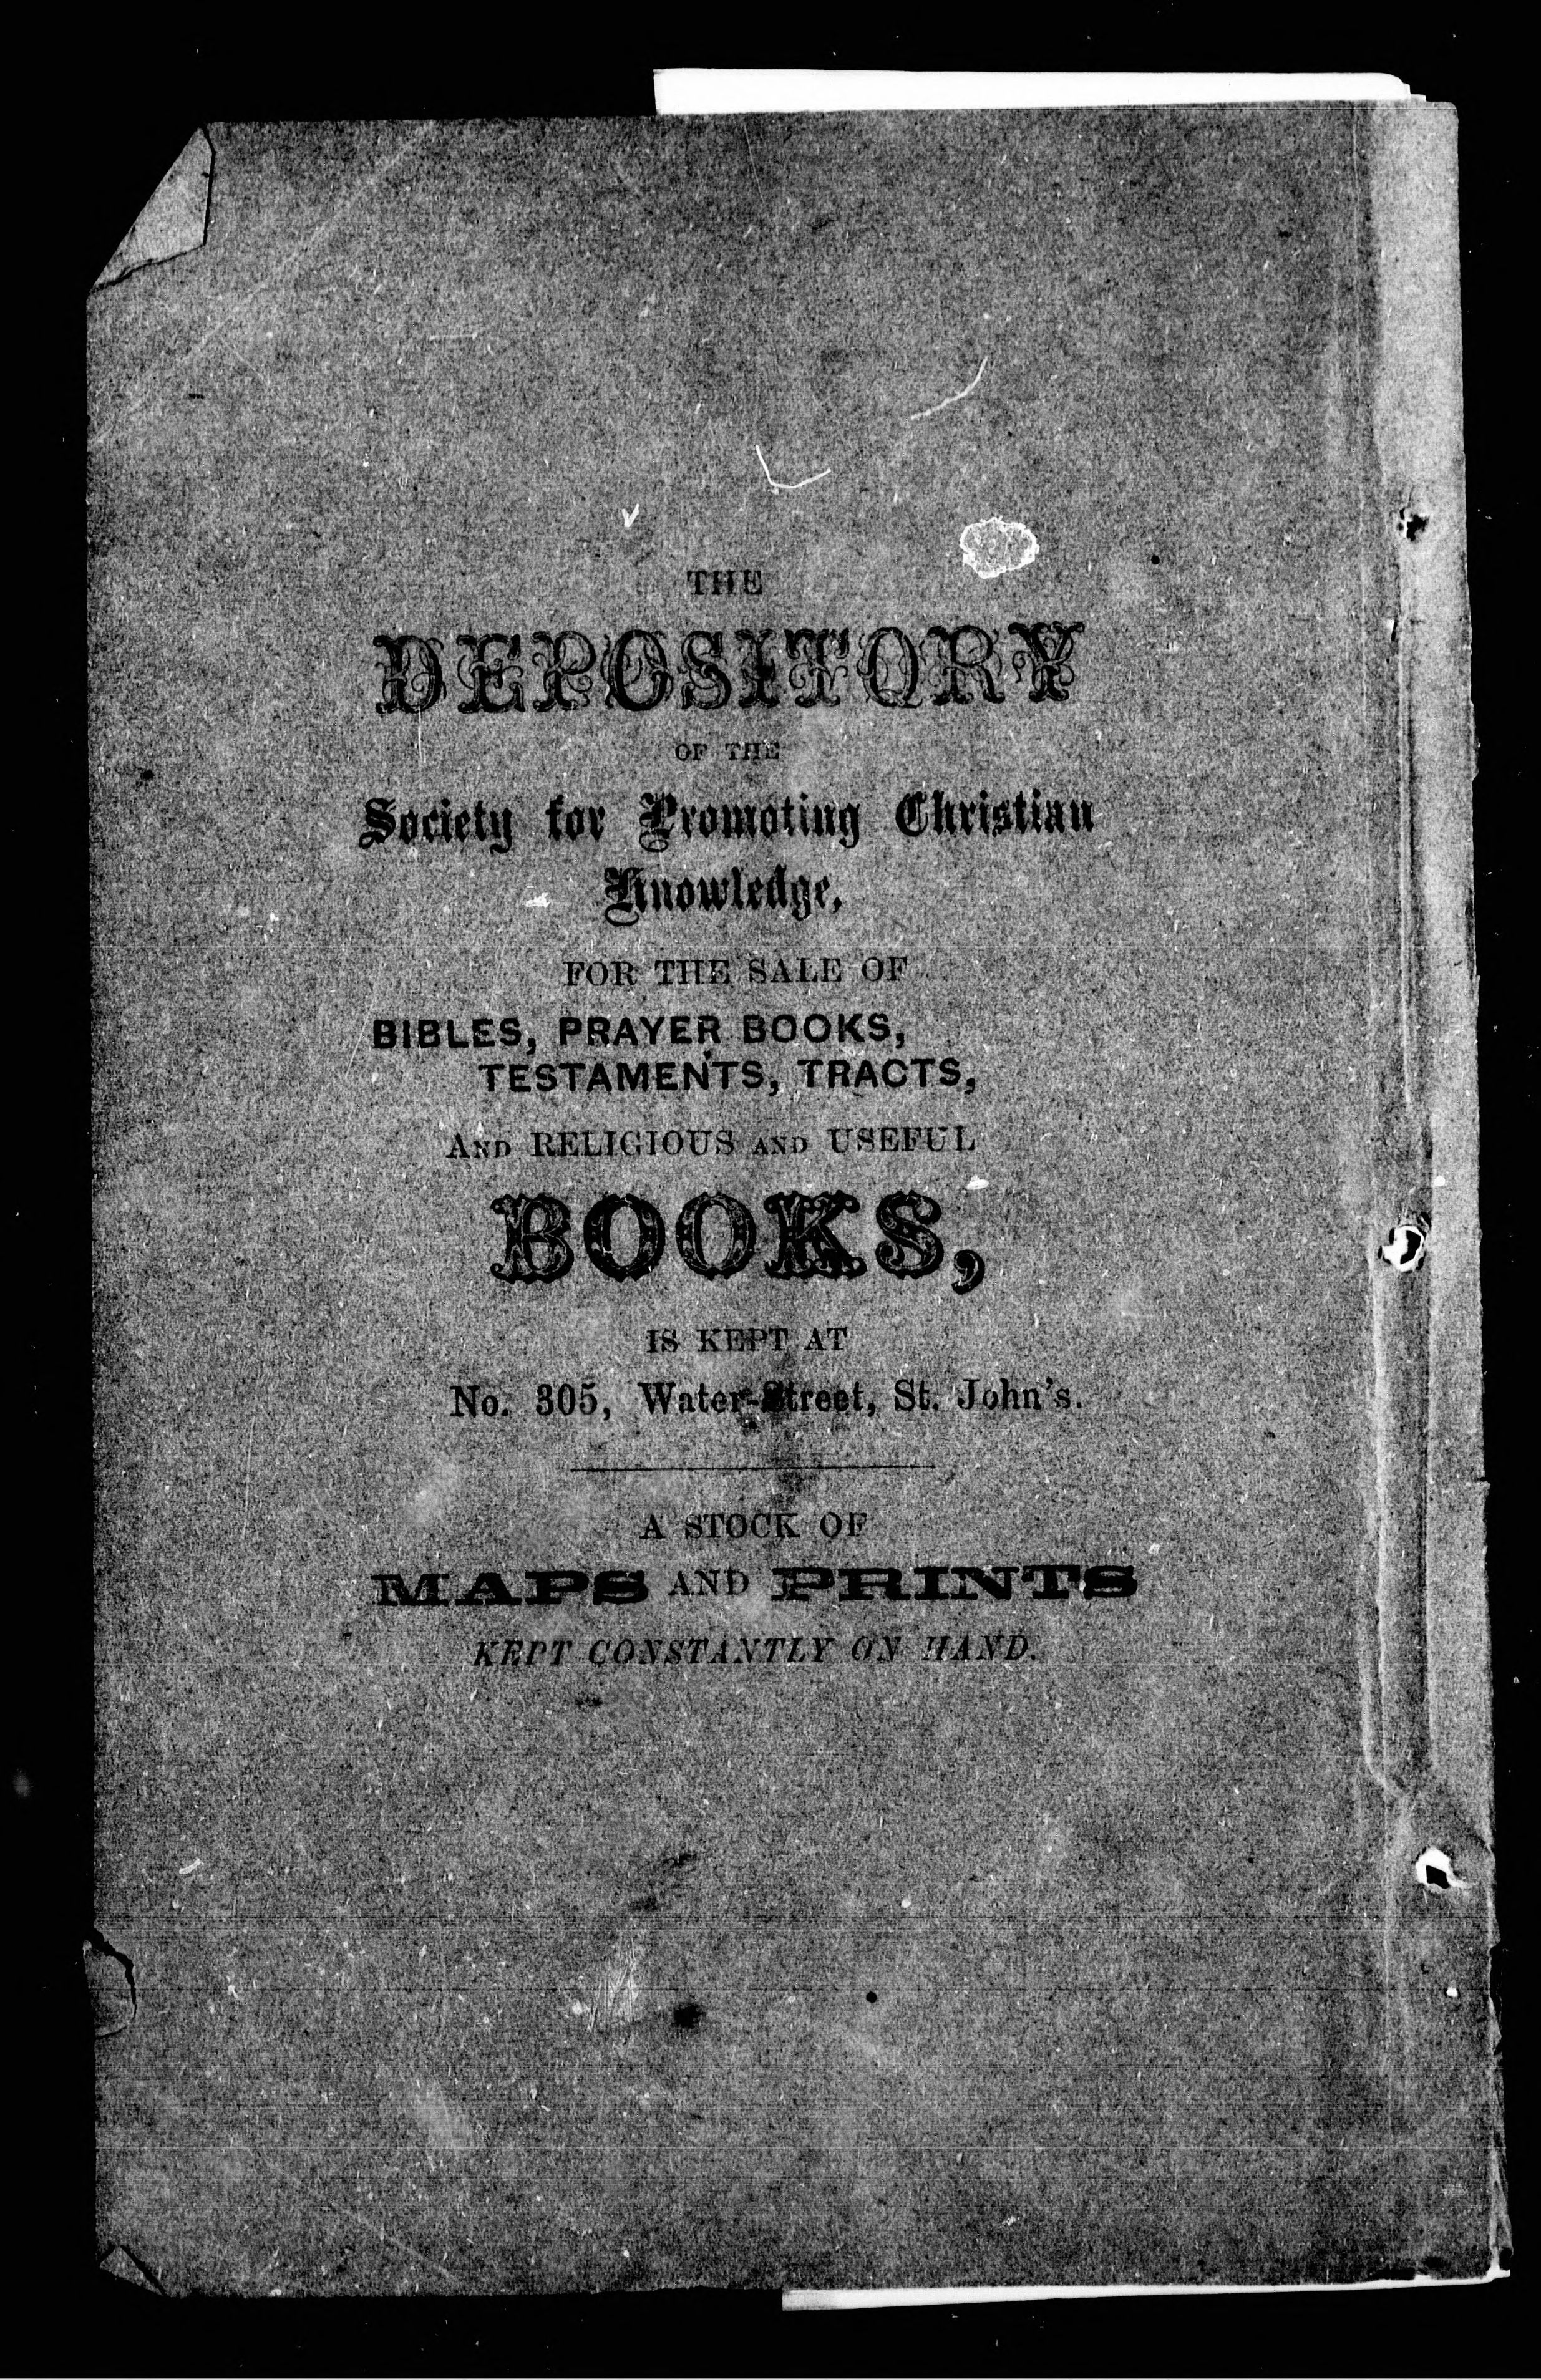 THE
DEPOSITORY
OF THE
Society for Promoting Christian
Knowledge,
FOR THE SALE OF
BIBLES, PRAYER BOOKS,
TESTAMENTS, TRACTS,
AND RELIGIOUS AND USEFUL
BOOKS,
IS KEPT AT
No. 305, Water-Street, St. John's.
A STOCK OF
MAPS AND PRINTS
KEPT CONSTANTLY ON HAND.